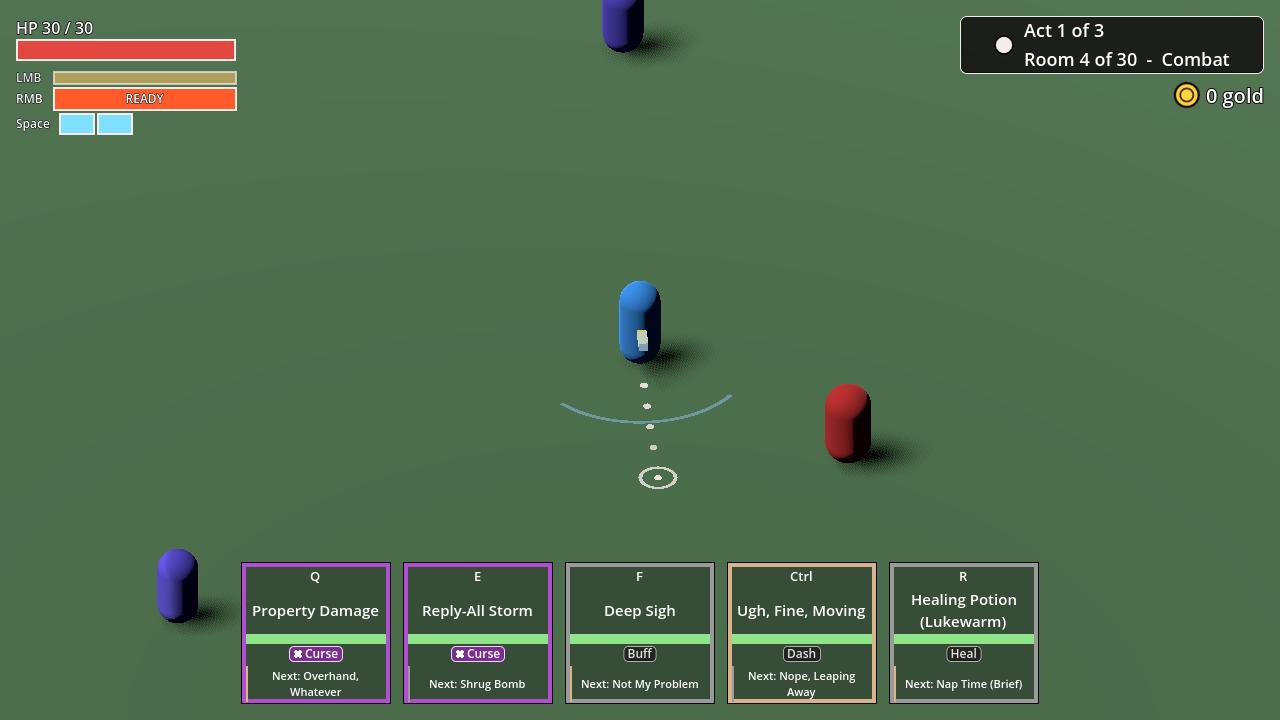 HP 30 / 30
LMB
RMB
READY
Space
Act 1 of 3
Room 4 of 30 - Combat
0 gold
Q
Property Damage
✖ Curse
Next: Overhand,
Whatever
E
Reply-All Storm
✖ Curse
Next: Shrug Bomb
F
Deep Sigh
Buff
Next: Not My Problem
Ctrl
Ugh, Fine, Moving
Dash
Next: Nope, Leaping
Away
R
Healing Potion
(Lukewarm)
Heal
Next: Nap Time (Brief)